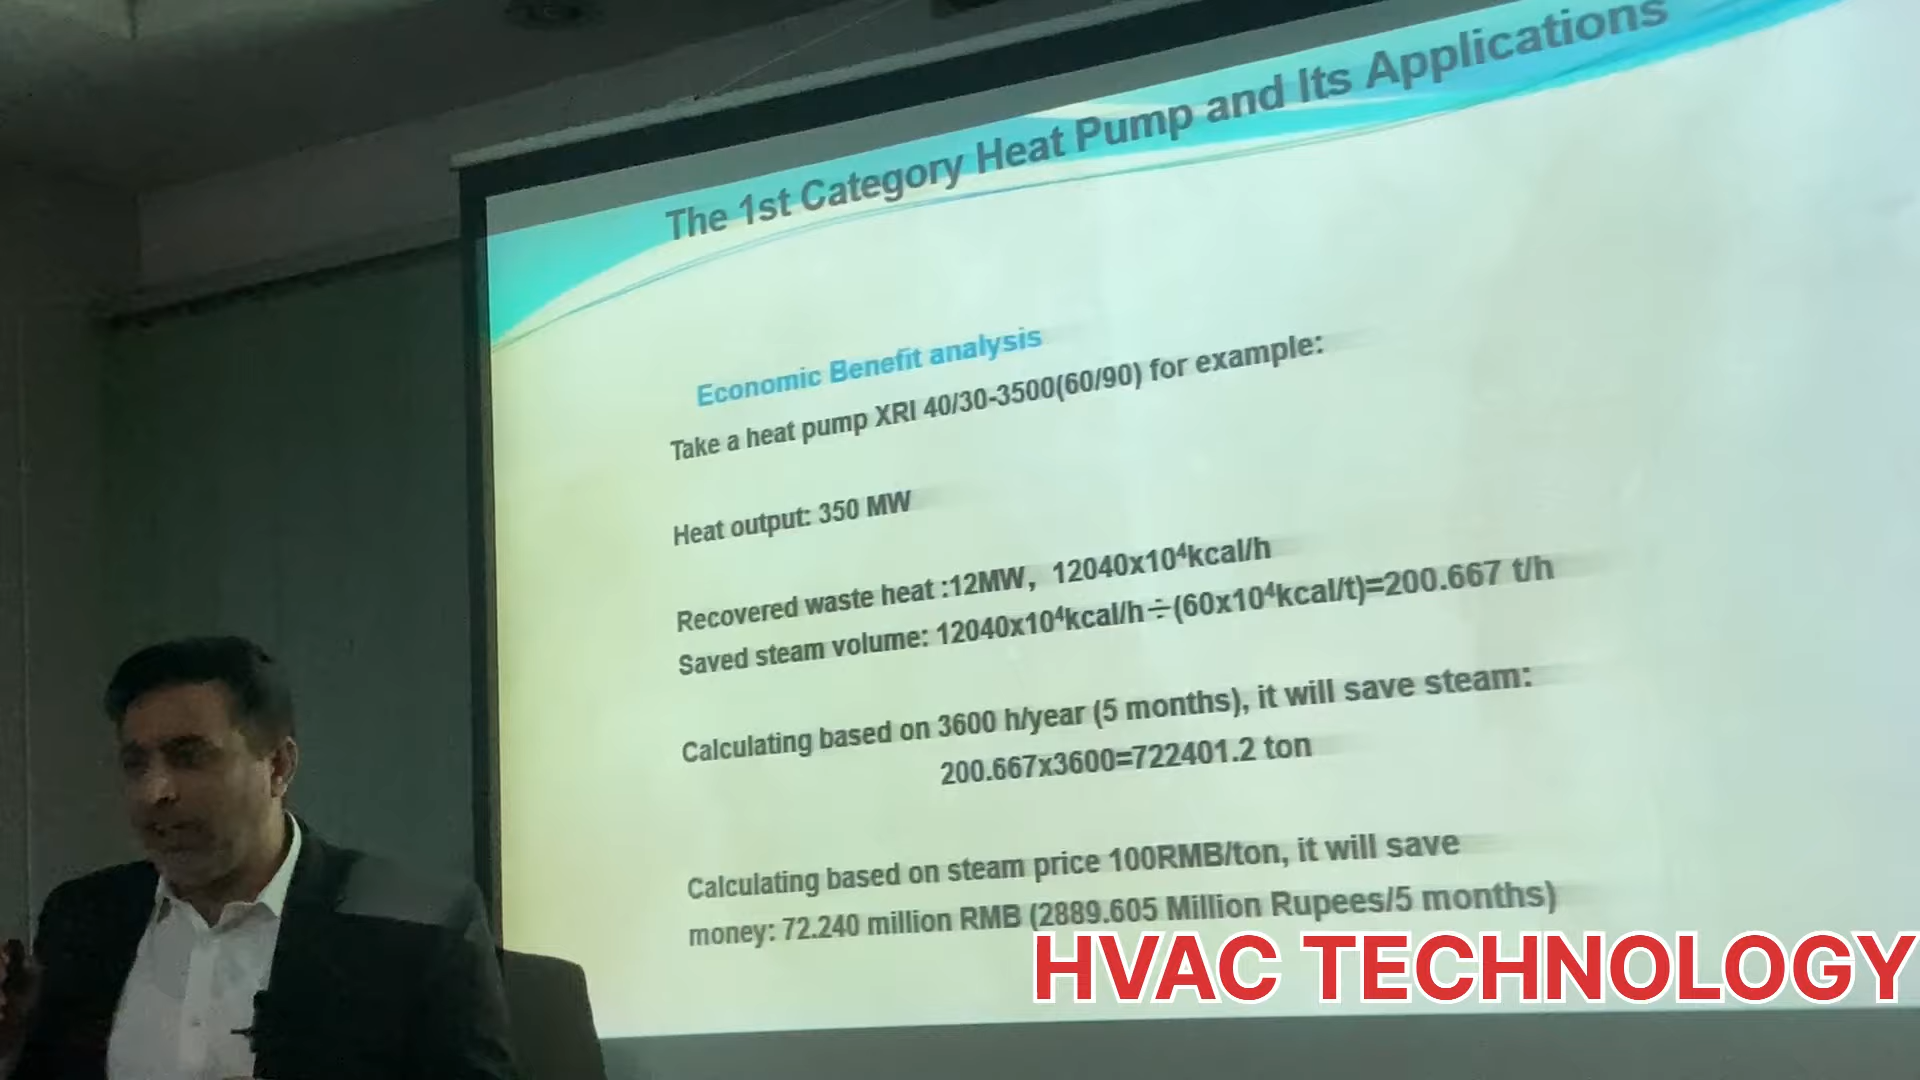 The 1st Category Heat Pump and Its Applications
Economic Benefit analysis
Take a heat pump XRI 40/30-3500(60/90) for example:
Heat output: 350 MW
Recovered waste heat :12MW, 12040x10⁴kcal/h
Saved steam volume: 12040x10⁴kcal/h÷(60x10⁴kcal/t)=200.667 t/h
Calculating based on 3600 h/year (5 months), it will save steam:
200.667x3600=722401.2 ton
Calculating based on steam price 100RMB/ton, it will save
money: 72.240 million RMB (2889.605 Million Rupees/5 months)
HVAC TECHNOLOGY